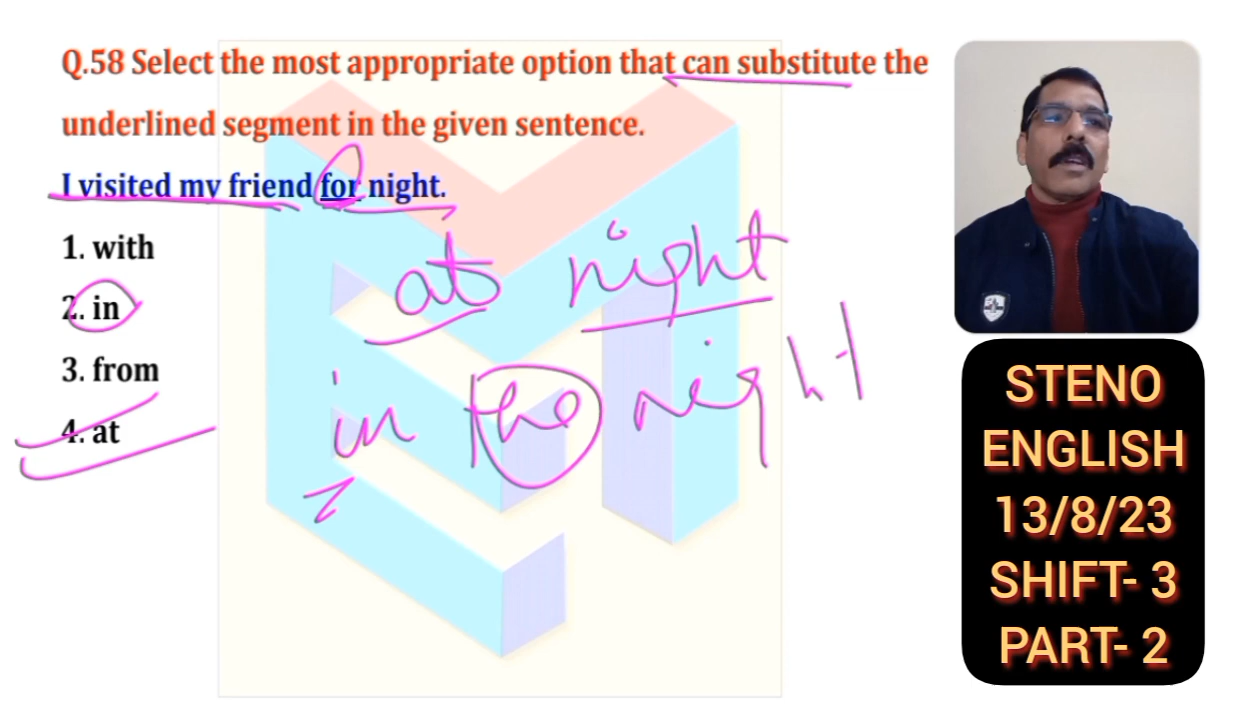 Q.58 Select the most appropriate option that can substitute the
underlined segment in the given sentence.
I visited my friend for night.
1. with
2. in
3. from
4. at
at night
in the night
STENO
ENGLISH
13/8/23
SHIFT- 3
PART- 2